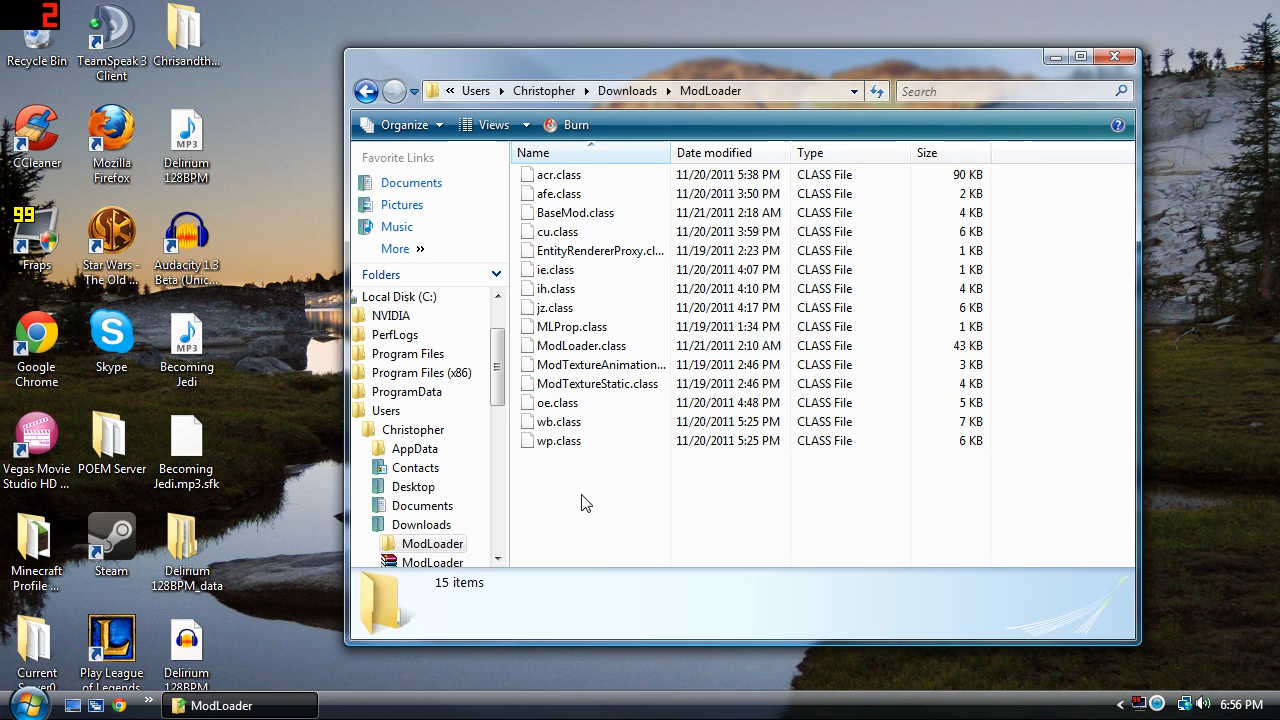 2
Recycle Bin
TeamSpeak 3
Client
Chrisandth...
CCleaner
Mozilla
Firefox
MP3
Delirium
128BPM
99
Fraps
Star Wars -
The Old ...
Audacity 1.3
Beta (Unic...
Google
Chrome
Skype
MP3
Becoming
Jedi
Vegas Movie
Studio HD ...
POEM Server
Becoming
Jedi.mp3.sfk
Minecraft
Profile ...
Steam
Delirium
128BPM_data
Current
Server0
Play League
of Legends
Delirium
128BPM
« Users Christopher Downloads ModLoader
Search
Organize Views Burn
Favorite Links
Documents
Pictures
Music
More »
Folders
Local Disk (C:)
NVIDIA
PerfLogs
Program Files
Program Files (x86)
ProgramData
Users
Christopher
AppData
Contacts
Desktop
Documents
Downloads
ModLoader
ModLoader
Name Date modified Type Size
acr.class 11/20/2011 5:38 PM CLASS File 90 KB
afe.class 11/20/2011 3:50 PM CLASS File 2 KB
BaseMod.class 11/21/2011 2:18 AM CLASS File 4 KB
cu.class 11/20/2011 3:59 PM CLASS File 6 KB
EntityRendererProxy.cl... 11/19/2011 2:23 PM CLASS File 1 KB
ie.class 11/20/2011 4:07 PM CLASS File 1 KB
ih.class 11/20/2011 4:10 PM CLASS File 4 KB
jz.class 11/20/2011 4:17 PM CLASS File 6 KB
MLProp.class 11/19/2011 1:34 PM CLASS File 1 KB
ModLoader.class 11/21/2011 2:10 AM CLASS File 43 KB
ModTextureAnimation... 11/19/2011 2:46 PM CLASS File 3 KB
ModTextureStatic.class 11/19/2011 2:46 PM CLASS File 4 KB
oe.class 11/20/2011 4:48 PM CLASS File 5 KB
wb.class 11/20/2011 5:25 PM CLASS File 7 KB
wp.class 11/20/2011 5:25 PM CLASS File 6 KB
15 items
» ModLoader
6:56 PM